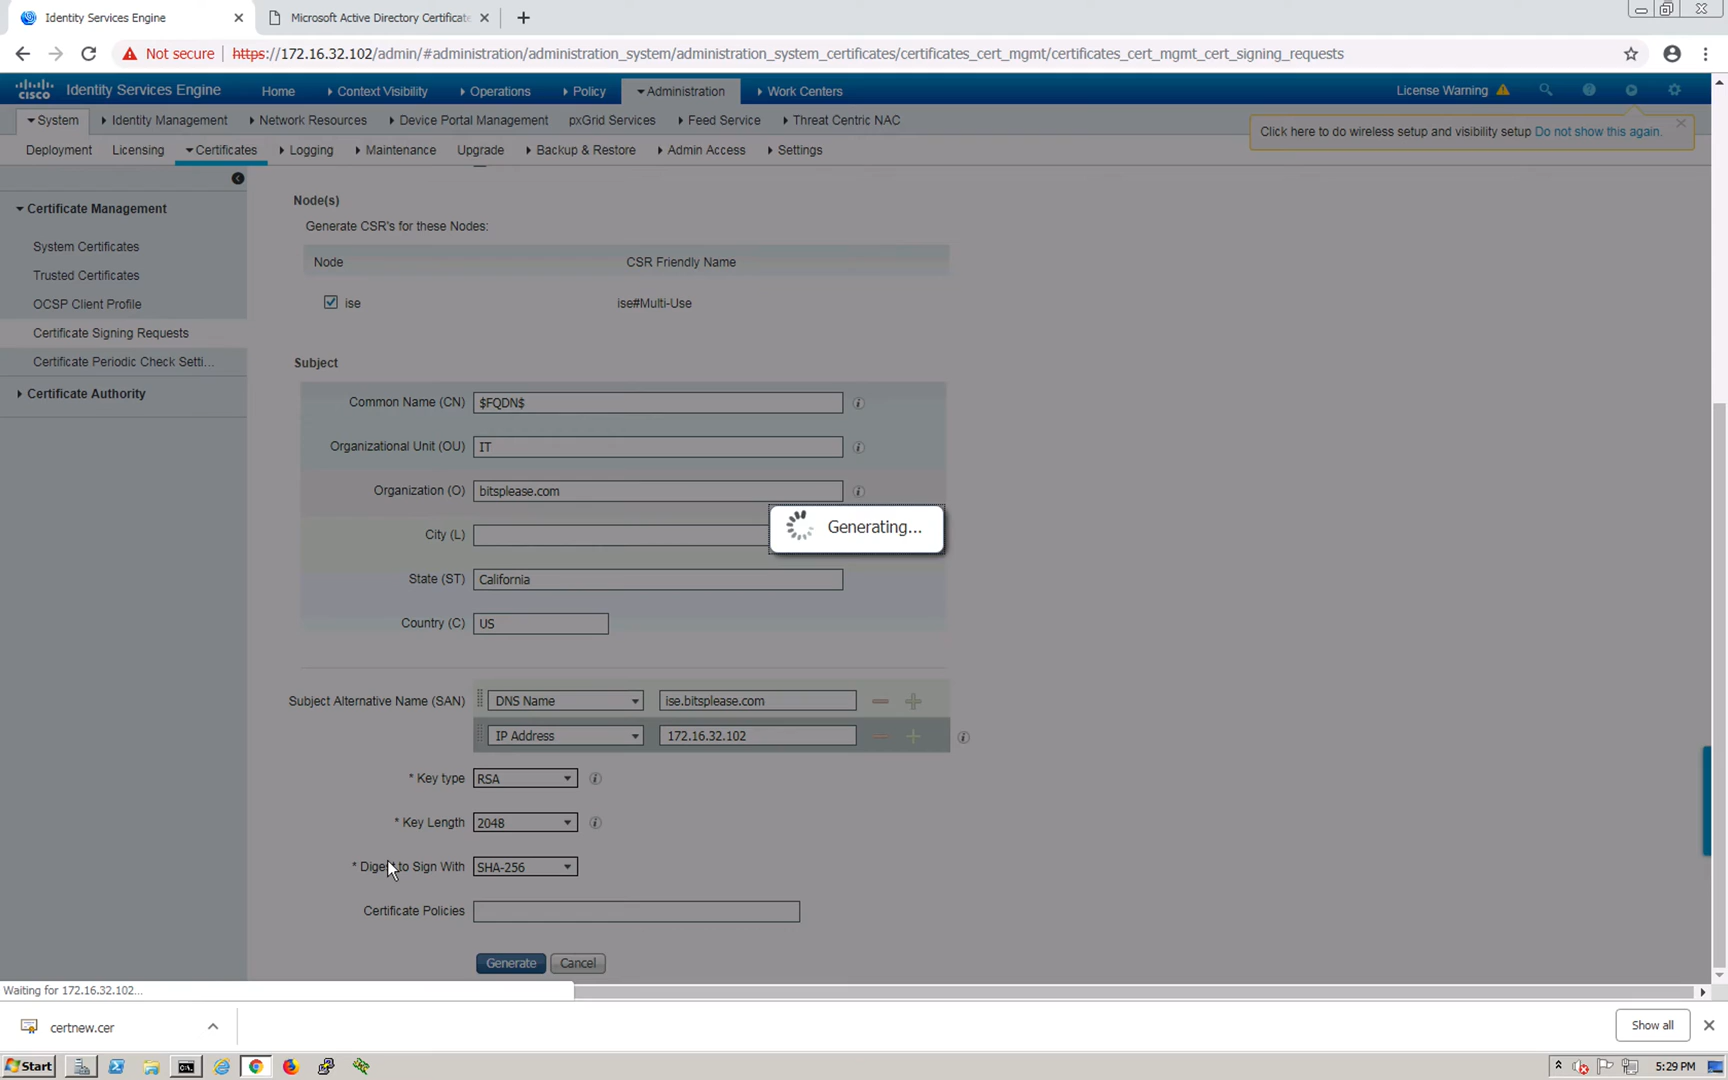 Identity Services Engine
Microsoft Active Directory Certificate
Not secure
https://172.16.32.102/admin/#administration/administration_system/administration_system_certificates/certificates_cert_mgmt/certificates_cert_mgmt_cert_signing_requests
CISCO Identity Services Engine Home Context Visibility Operations Policy Administration Work Centers License Warning
System Identity Management Network Resources Device Portal Management pxGrid Services Feed Service Threat Centric NAC
Click here to do wireless setup and visibility setup Do not show this again.
Deployment Licensing Certificates Logging Maintenance Upgrade Backup & Restore Admin Access Settings
Certificate Management
System Certificates
Trusted Certificates
OCSP Client Profile
Certificate Signing Requests
Certificate Periodic Check Setti...
Certificate Authority
Node(s)
Generate CSR's for these Nodes:
Node CSR Friendly Name
ise ise#Multi-Use
Subject
Common Name (CN) $FQDN$
Organizational Unit (OU) IT
Organization (O) bitsplease.com
City (L)
Generating...
State (ST) California
Country (C) US
Subject Alternative Name (SAN) DNS Name ise.bitsplease.com
IP Address 172.16.32.102
* Key type RSA
* Key Length 2048
* Digest to Sign With SHA-256
Certificate Policies
Generate Cancel
Waiting for 172.16.32.102...
certnew.cer Show all
Start 5:29 PM